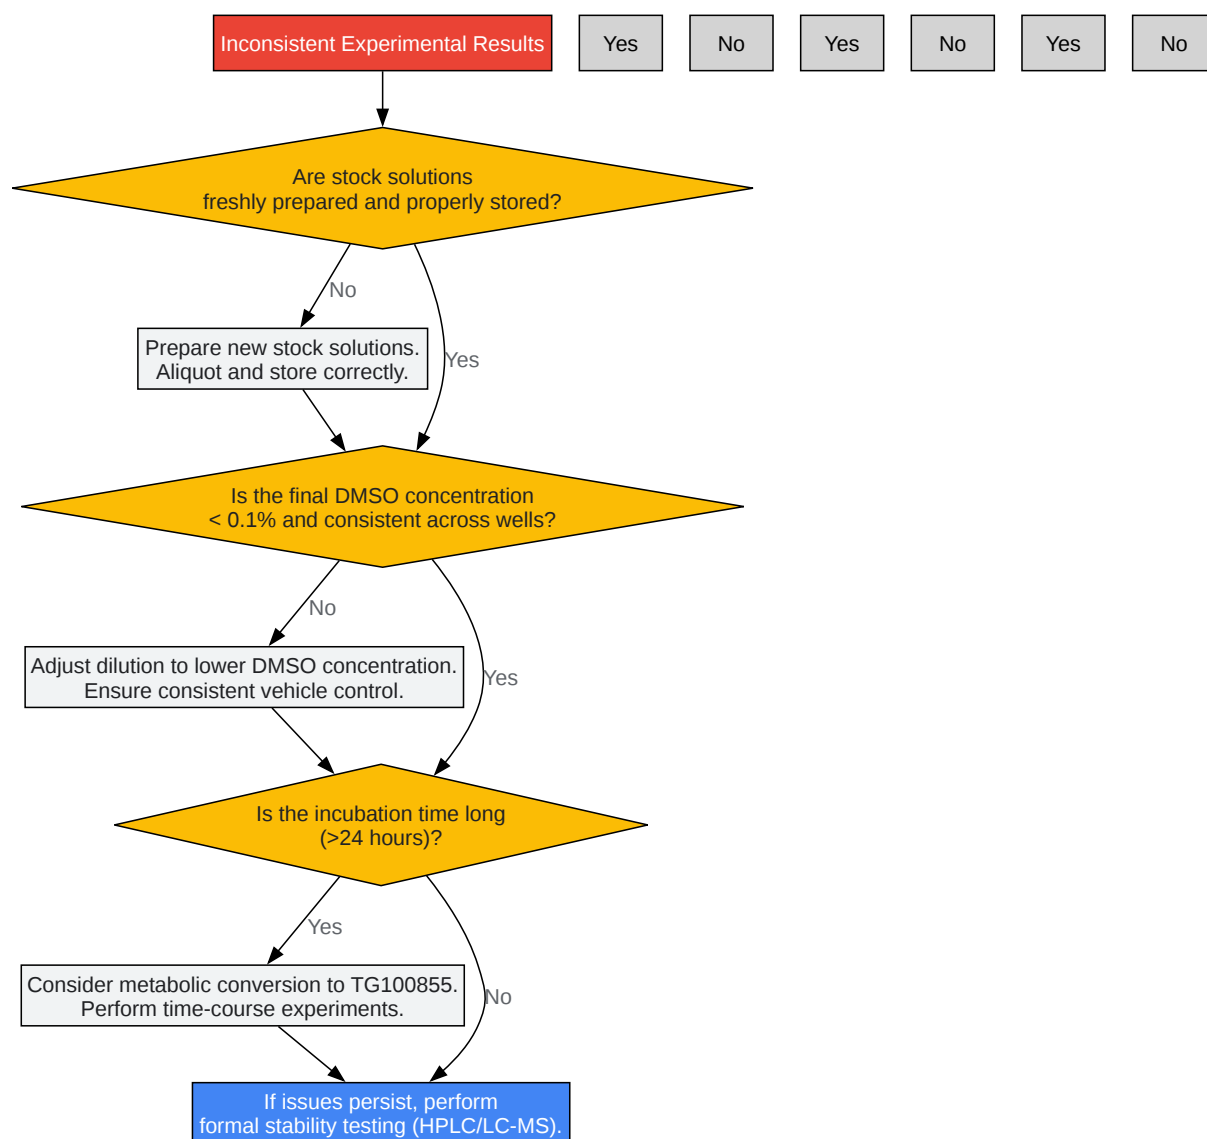 Inconsistent Experimental Results
Yes
No
Yes
No
Yes
No
Are stock solutions
freshly prepared and properly stored?
No
Yes
Prepare new stock solutions.
Aliquot and store correctly.
Is the final DMSO concentration
< 0.1% and consistent across wells?
No
Yes
Adjust dilution to lower DMSO concentration.
Ensure consistent vehicle control.
Is the incubation time long
(>24 hours)?
Yes
No
Consider metabolic conversion to TG100855.
Perform time-course experiments.
If issues persist, perform
formal stability testing (HPLC/LC-MS).